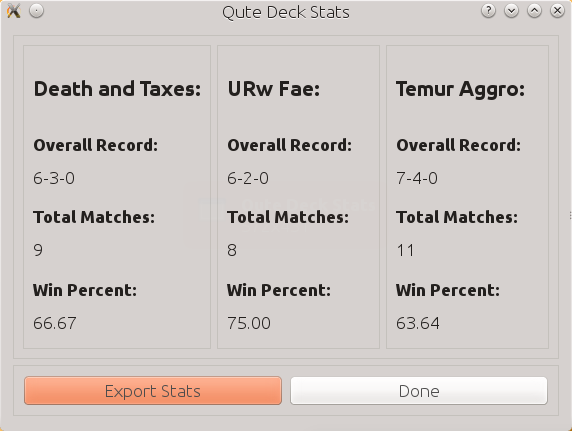 Qute Deck Stats
Death and Taxes:
Overall Record:
6-3-0
Total Matches:
9
Win Percent:
66.67
URw Fae:
Overall Record:
6-2-0
Total Matches:
8
Win Percent:
75.00
Temur Aggro:
Overall Record:
7-4-0
Total Matches:
11
Win Percent:
63.64
Export Stats
Done